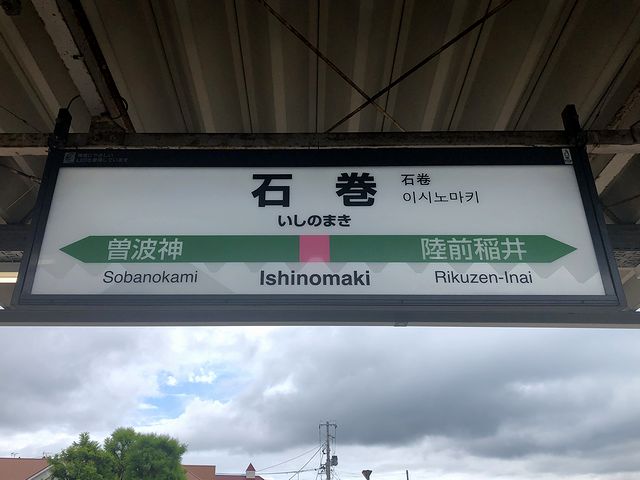 石巻
石巻
이시노마키
いしのまき
曽波神
陸前稲井
Sobanokami
Ishinomaki
Rikuzen-Inai